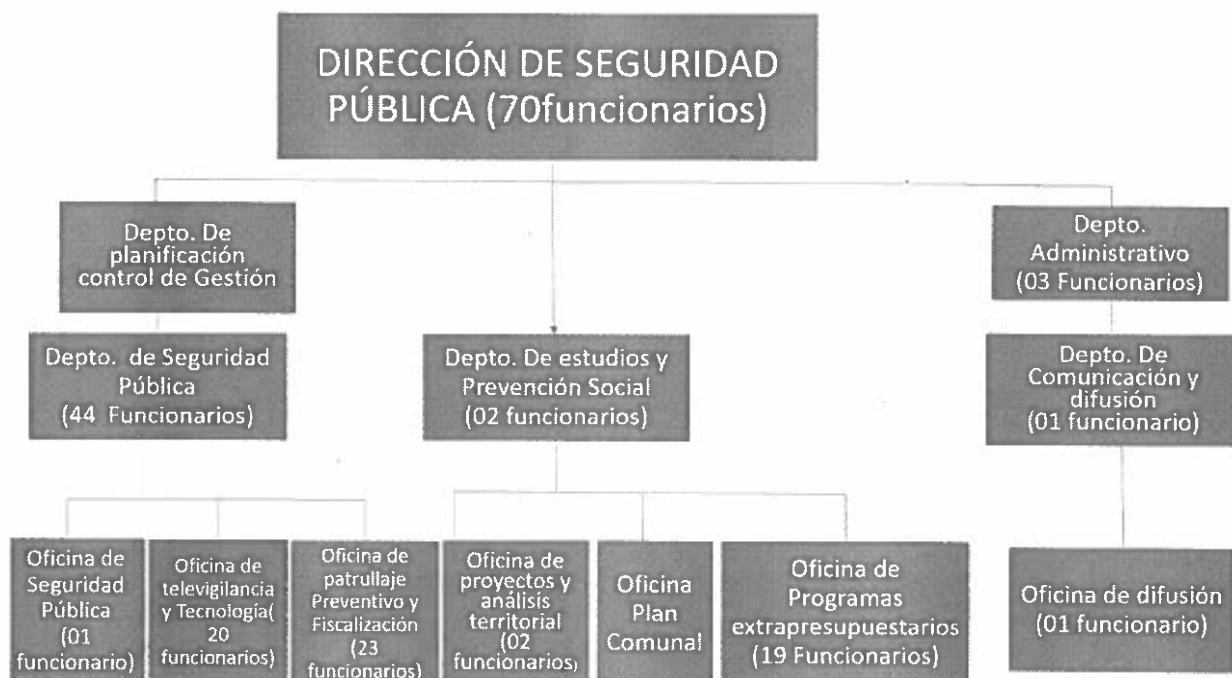 DIRECCIÓN DE SEGURIDAD
PÚBLICA (70funcionarios)
Depto. De
planificación
control de Gestión
Depto.
Administrativo
(03 Funcionarios)
Depto. de Seguridad
Pública
(44 Funcionarios)
Depto. De estudios y
Prevención Social
(02 funcionarios)
Depto. De
Comunicación y
difusión
(01 funcionario)
Oficina de
Seguridad
Pública
(01
funcionario)
Oficina de
televigilancia
y Tecnología(
20
funcionarios)
Oficina de
patrullaje
Preventivo y
Fiscalización
(23
funcionarios)
Oficina de
proyectos y
análisis
territorial
(02
funcionarios)
Oficina
Plan
Comunal
Oficina de
Programas
extrapresupuestarios
(19 Funcionarios)
Oficina de difusión
(01 funcionario)